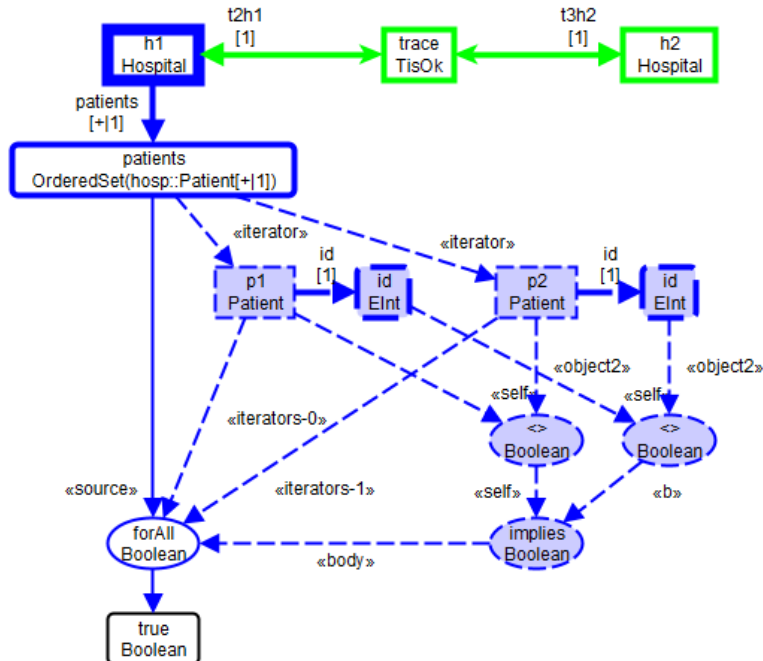 t2h1
[1]
t3h2
[1]
h1
Hospital
trace
TisOk
h2
Hospital
patients
[+|1]
patients
OrderedSet(hosp::Patient[+|1])
«iterator»
«iterator»
id
[1]
id
[1]
p1
Patient
id
EInt
p2
Patient
id
EInt
«object2»
«object2»
«self»
«self»
«iterators-0»
<>
Boolean
<>
Boolean
«source»
«iterators-1»
«self»
«b»
forAll
Boolean
implies
Boolean
«body»
true
Boolean